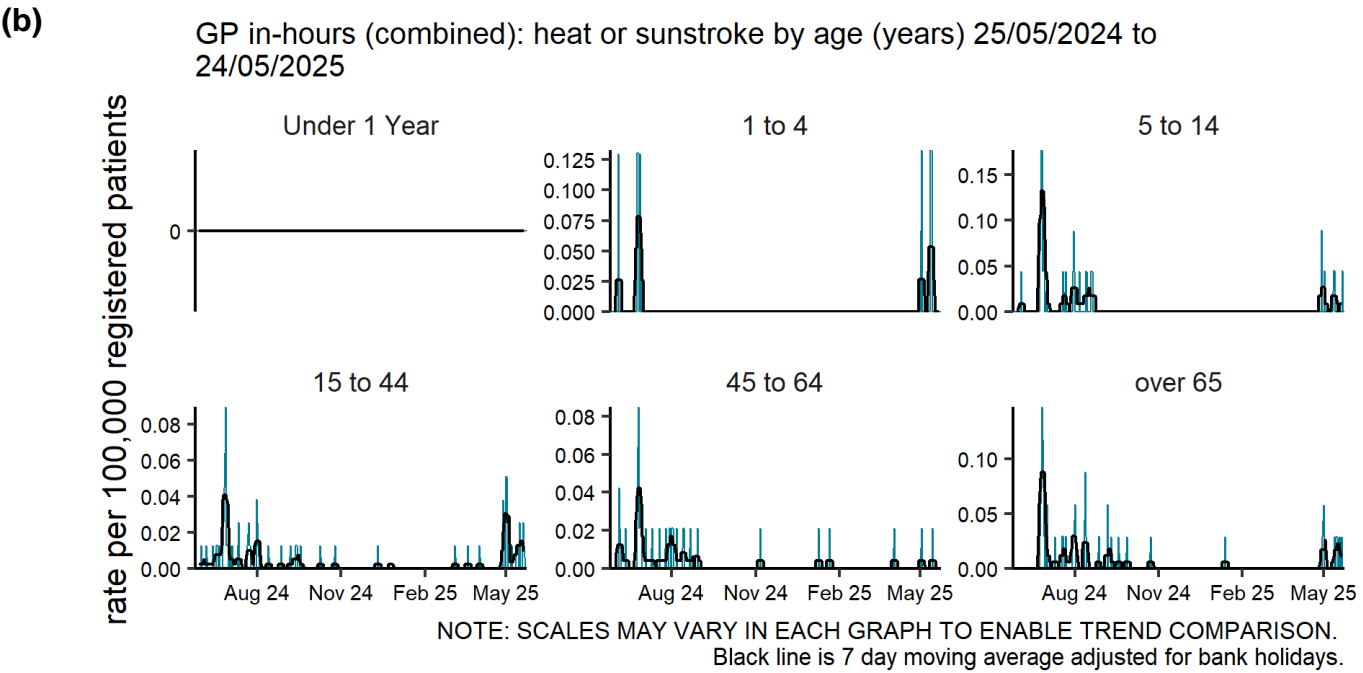 (b)
GP in-hours (combined): heat or sunstroke by age (years) 25/05/2024 to
24/05/2025
rate per 100,000 registered patients
Under 1 Year
0
1 to 4
0.125
0.100
0.075
0.050
0.025
0.000
5 to 14
0.15
0.10
0.05
0.00
15 to 44
0.08
0.06
0.04
0.02
0.00
Aug 24 Nov 24 Feb 25 May 25
45 to 64
0.08
0.06
0.04
0.02
0.00
Aug 24 Nov 24 Feb 25 May 25
over 65
0.10
0.05
0.00
Aug 24 Nov 24 Feb 25 May 25
NOTE: SCALES MAY VARY IN EACH GRAPH TO ENABLE TREND COMPARISON.
Black line is 7 day moving average adjusted for bank holidays.